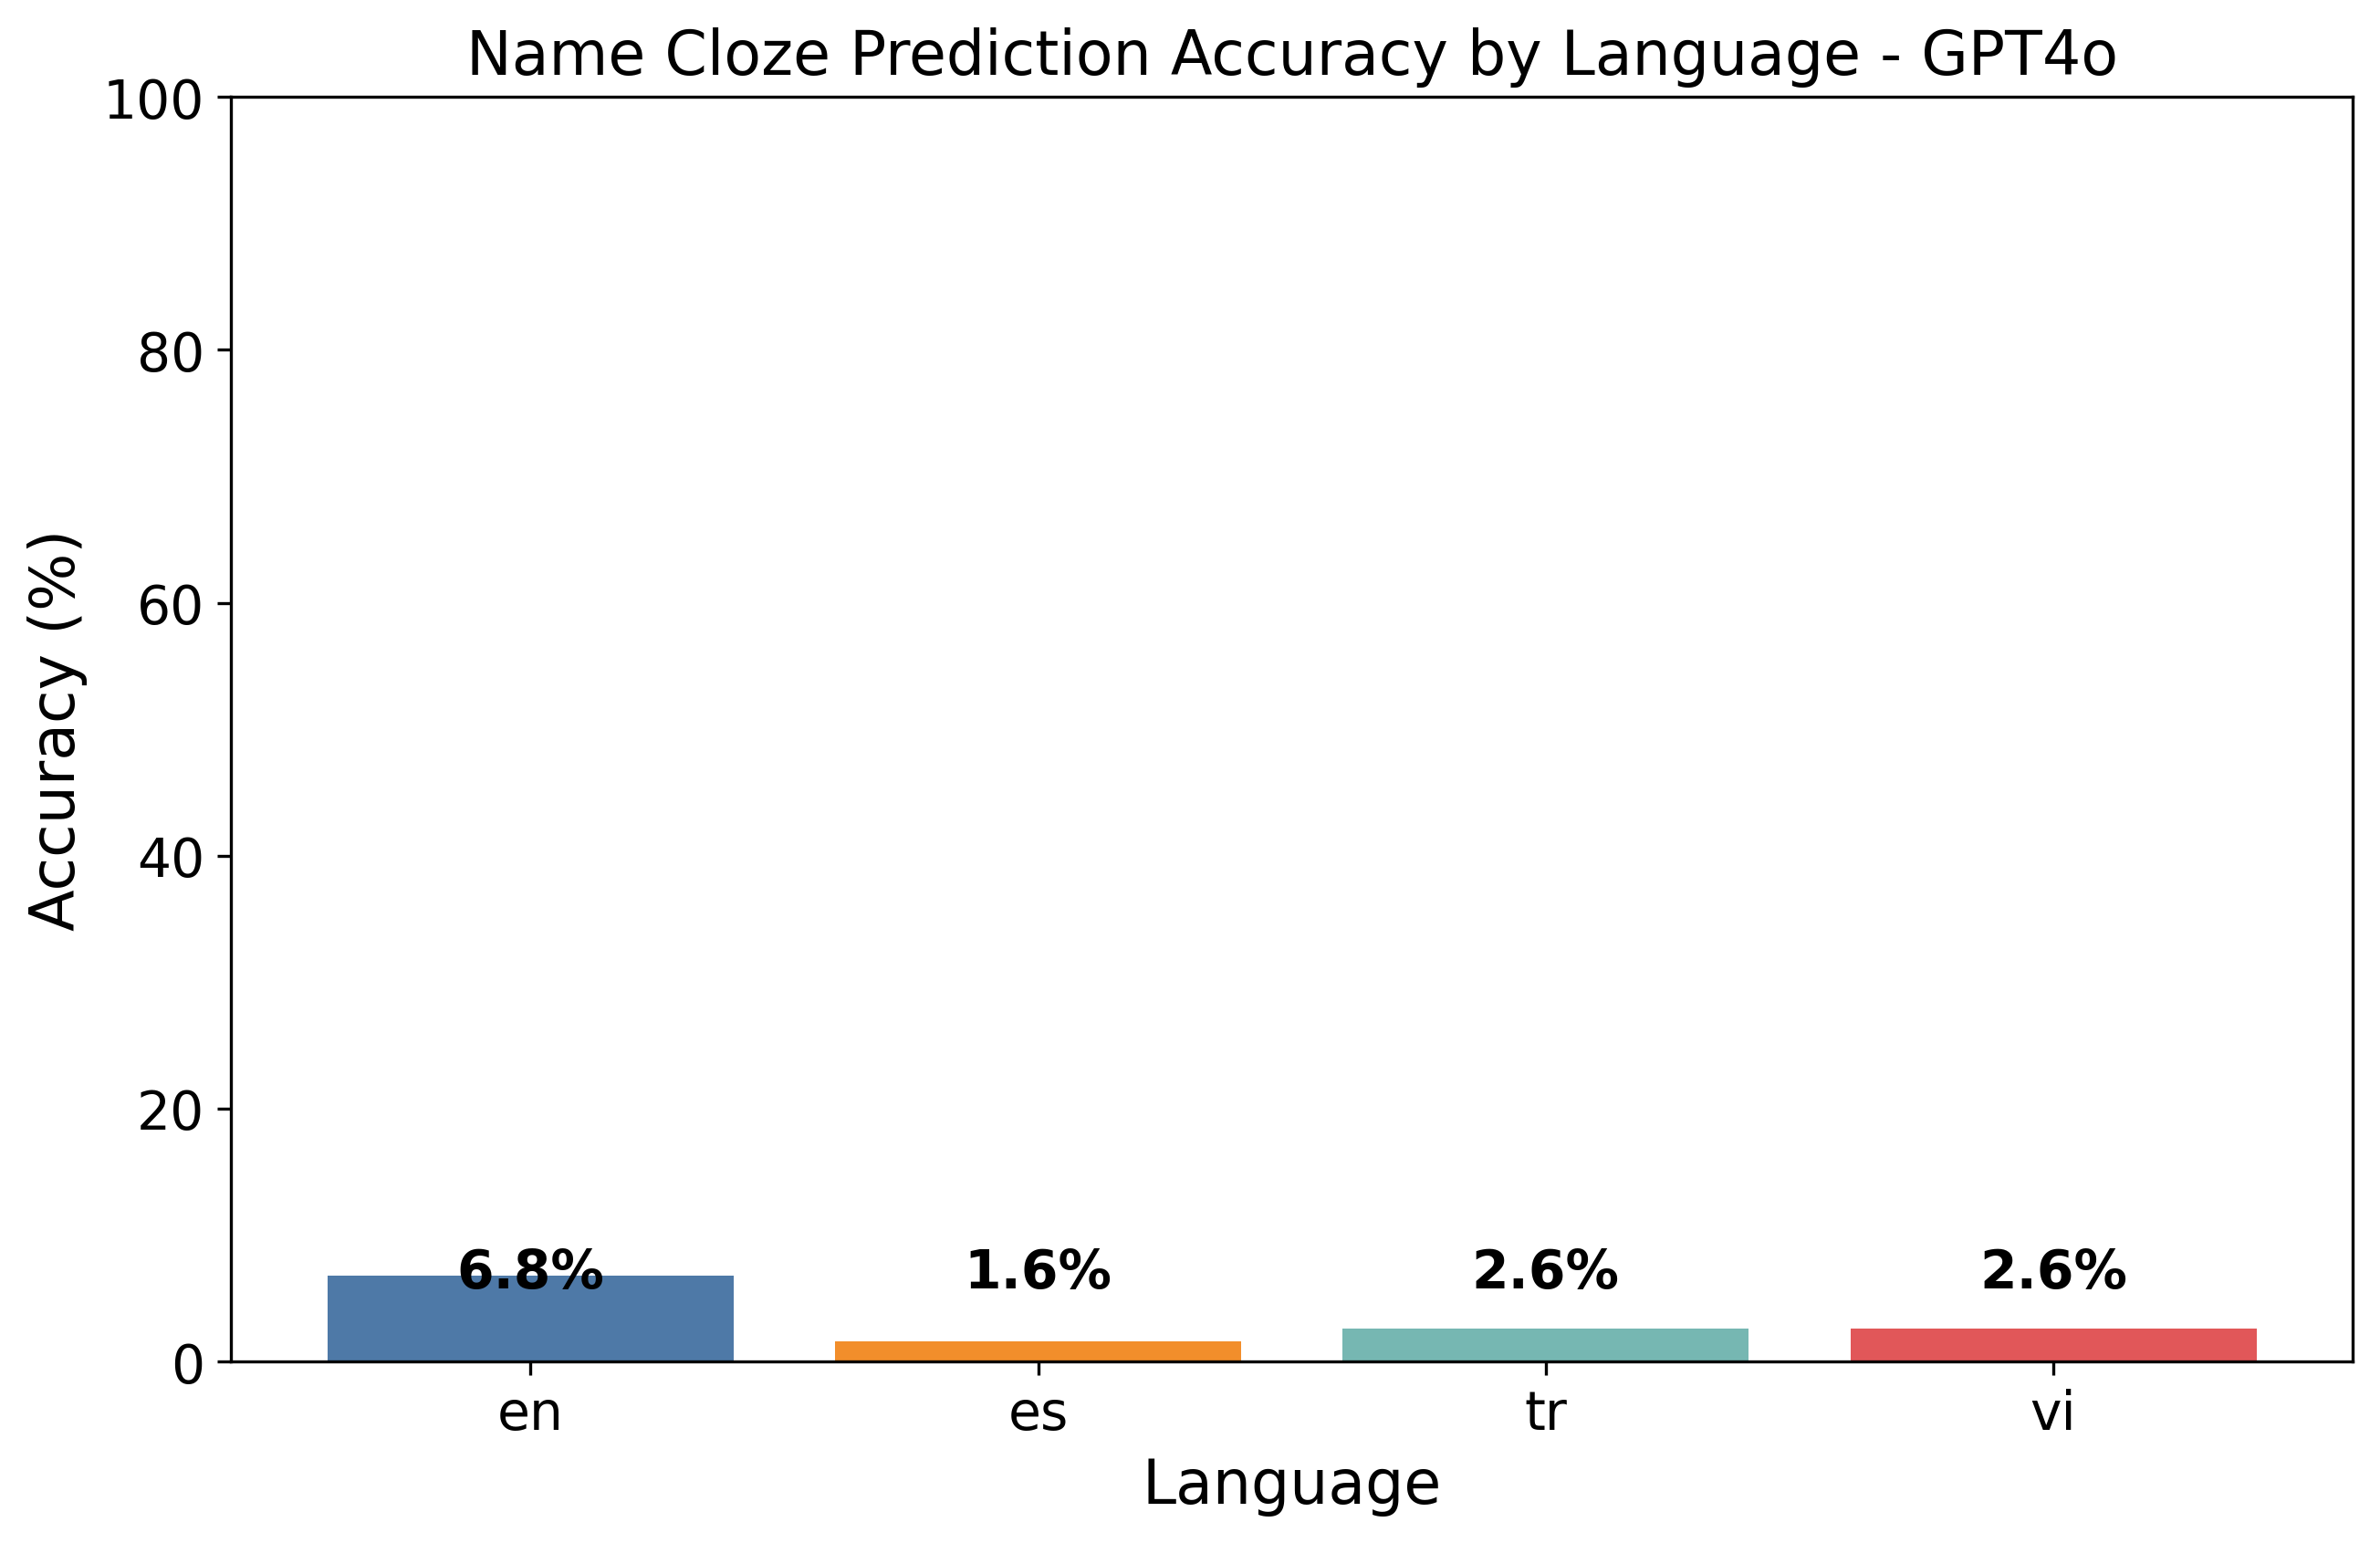 Name Cloze Prediction Accuracy by Language - GPT4o
Accuracy (%)
100
80
60
40
20
0
6.8%
1.6%
2.6%
2.6%
en
es
tr
vi
Language